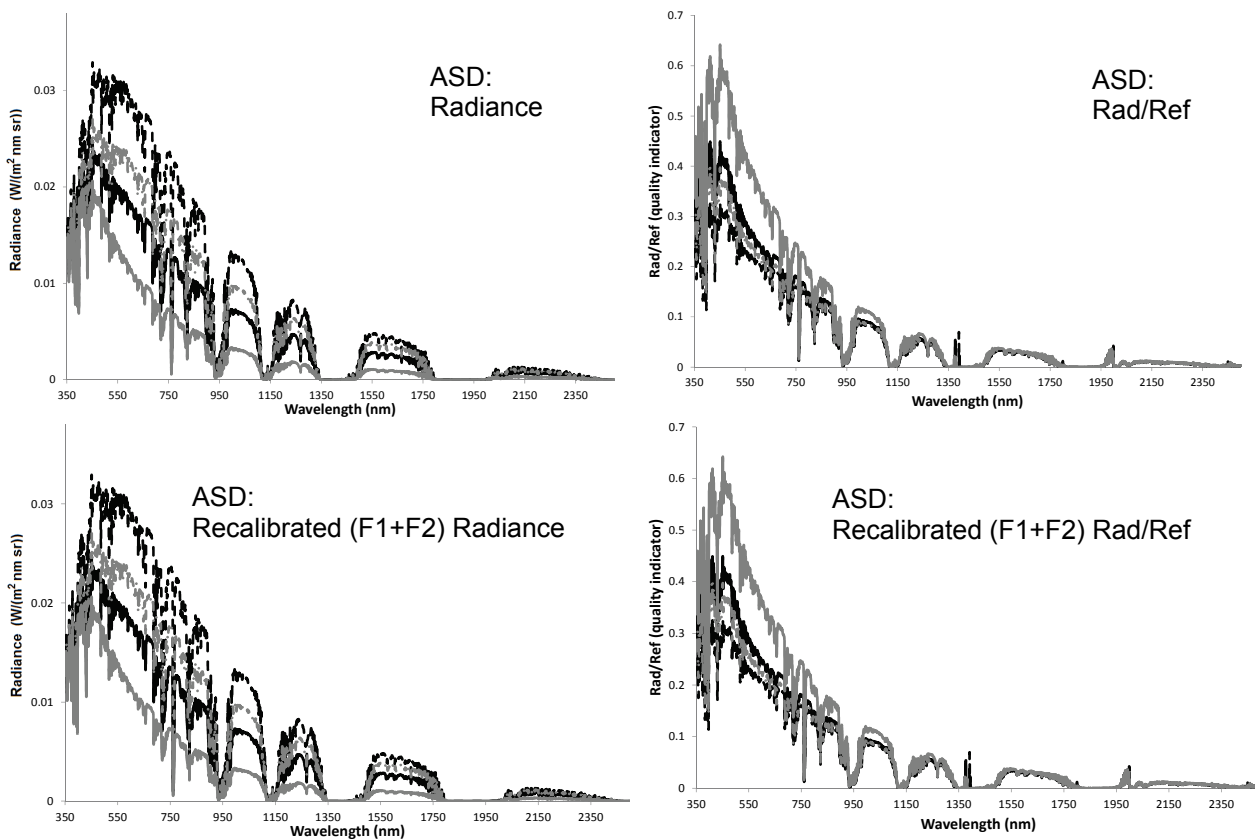 Radiance (W/(m² nm sr))
0.03
0.02
0.01
0
ASD:
Radiance
350 550 750 950 1150 1350 1550 1750 1950 2150 2350
Wavelength (nm)
Rad/Ref (quality indicator)
0.7
0.6
0.5
0.4
0.3
0.2
0.1
0
ASD:
Rad/Ref
350 550 750 950 1150 1350 1550 1750 1950 2150 2350
Wavelength (nm)
Radiance (W/(m² nm sr))
0.03
0.02
0.01
0
ASD:
Recalibrated (F1+F2) Radiance
350 550 750 950 1150 1350 1550 1750 1950 2150 2350
Wavelength (nm)
Rad/Ref (quality indicator)
0.7
0.6
0.5
0.4
0.3
0.2
0.1
0
ASD:
Recalibrated (F1+F2) Rad/Ref
350 550 750 950 1150 1350 1550 1750 1950 2150 2350
Wavelength (nm)